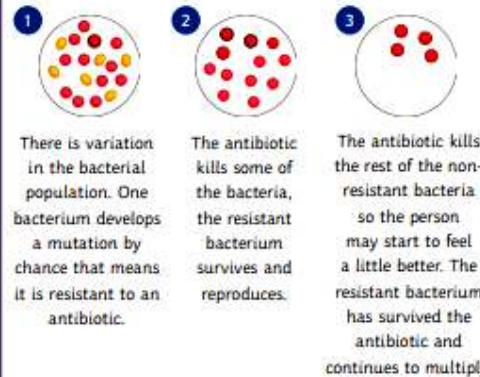 1
There is variation
in the bacterial
population. One
bacterium develops
a mutation by
chance that means
it is resistant to an
antibiotic.
2
The antibiotic
kills some of
the bacteria,
the resistant
bacterium
survives and
reproduces.
3
The antibiotic kills
the rest of the non-
resistant bacteria
so the person
may start to feel
a little better. The
resistant bacterium
has survived the
antibiotic and
continues to multipl